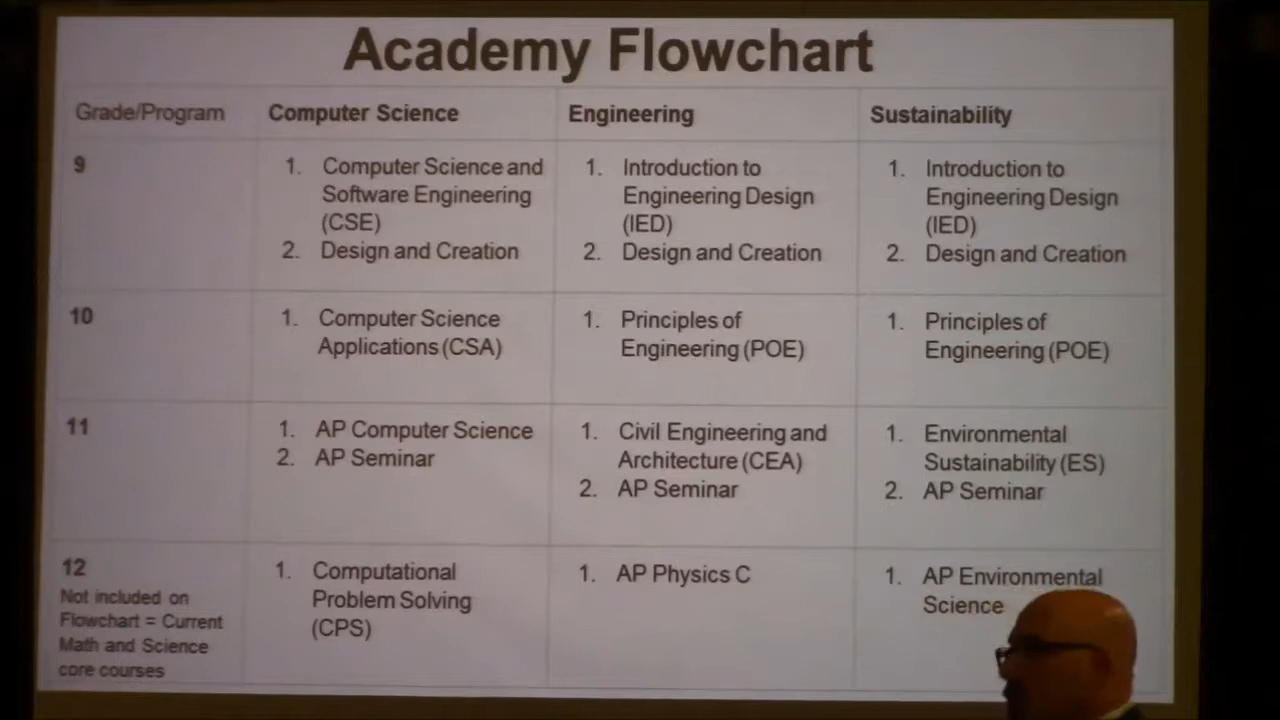 Academy Flowchart
Grade/Program
Computer Science
Engineering
Sustainability
9
1. Computer Science and
Software Engineering
(CSE)
2. Design and Creation
1. Introduction to
Engineering Design
(IED)
2. Design and Creation
1. Introduction to
Engineering Design
(IED)
2. Design and Creation
10
1. Computer Science
Applications (CSA)
1. Principles of
Engineering (POE)
1. Principles of
Engineering (POE)
11
1. AP Computer Science
2. AP Seminar
1. Civil Engineering and
Architecture (CEA)
2. AP Seminar
1. Environmental
Sustainability (ES)
2. AP Seminar
12
Not included on
Flowchart = Current
Math and Science
core courses
1. Computational
Problem Solving
(CPS)
1. AP Physics C
1. AP Environmental
Science